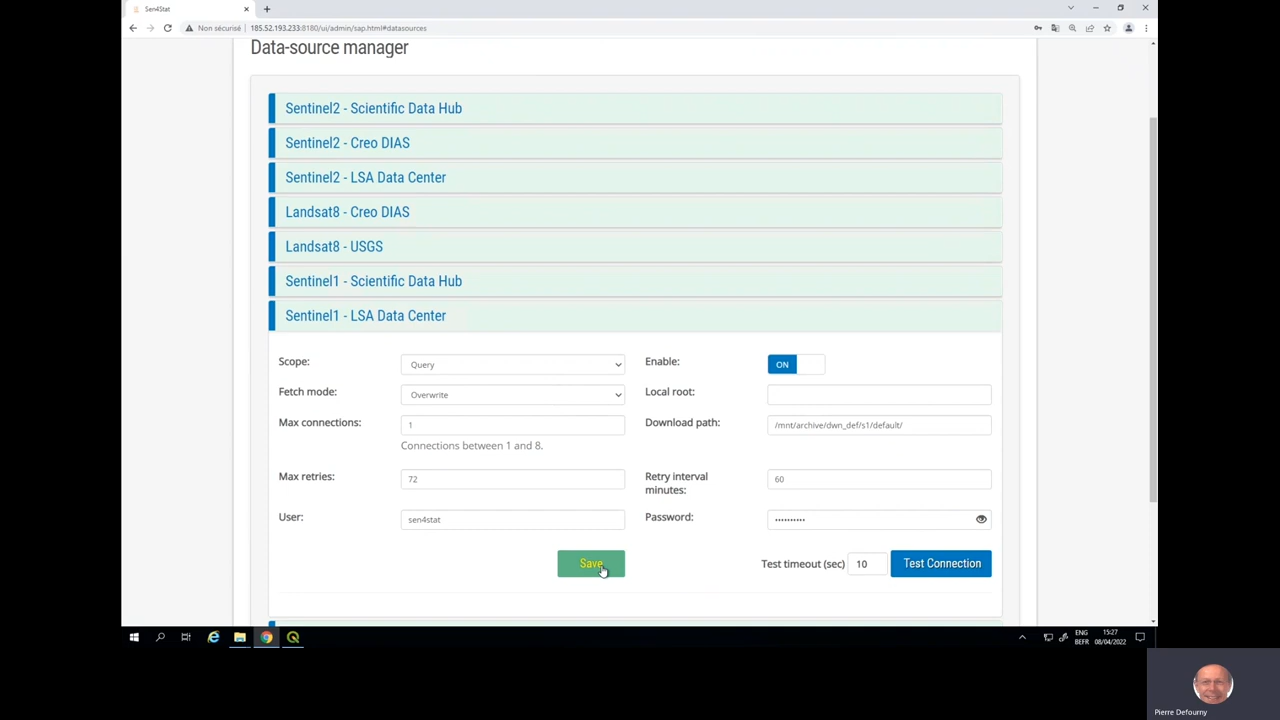 Sen4Stat
Non sécurisé
185.52.193.233:8180/ui/admin/sap.html#datasources
Data-source manager
Sentinel2 - Scientific Data Hub
Sentinel2 - Creo DIAS
Sentinel2 - LSA Data Center
Landsat8 - Creo DIAS
Landsat8 - USGS
Sentinel1 - Scientific Data Hub
Sentinel1 - LSA Data Center
Scope: Query Enable: ON
Fetch mode: Overwrite Local root:
Max connections: 1 Download path: /mnt/archive/dwn_def/s1/default/
Connections between 1 and 8.
Max retries: 72 Retry interval
minutes: 60
User: sen4stat Password: ••••••••••
Save Test timeout (sec) 10 Test Connection
ENG 15:27
BEFR 08/04/2022
Pierre Defourny